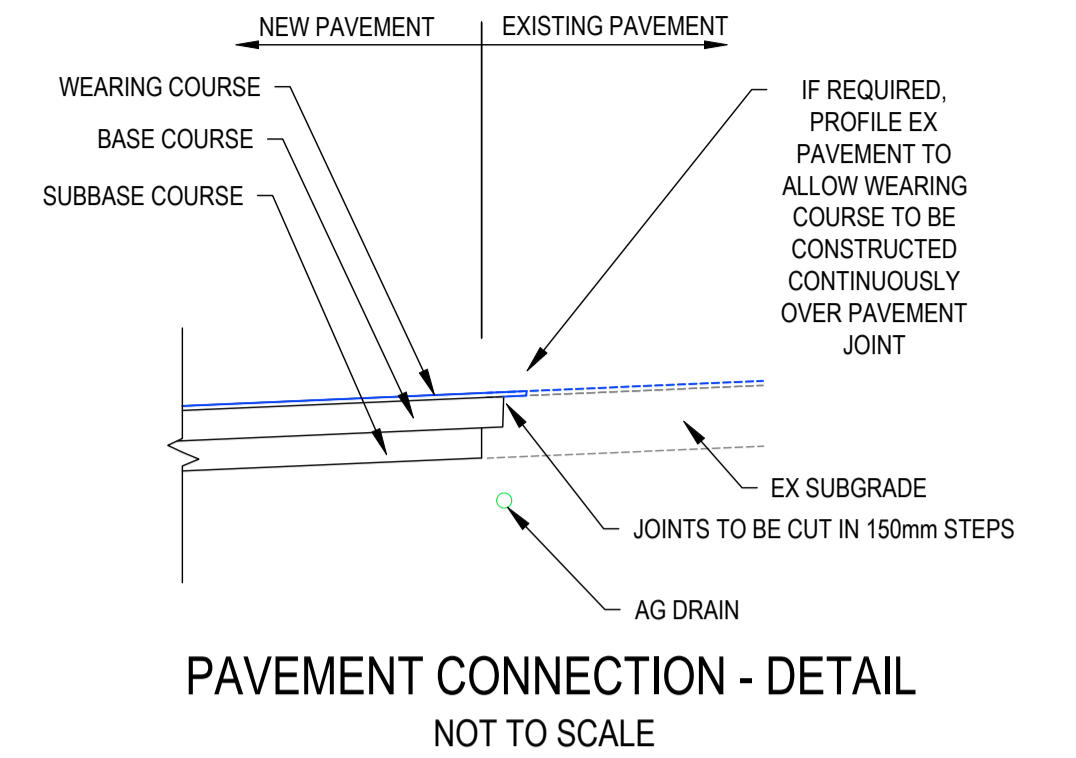 NEW PAVEMENT
EXISTING PAVEMENT
WEARING COURSE
BASE COURSE
SUBBASE COURSE
IF REQUIRED,
PROFILE EX
PAVEMENT TO
ALLOW WEARING
COURSE TO BE
CONSTRUCTED
CONTINUOUSLY
OVER PAVEMENT
JOINT
EX SUBGRADE
JOINTS TO BE CUT IN 150mm STEPS
AG DRAIN
PAVEMENT CONNECTION - DETAIL
NOT TO SCALE